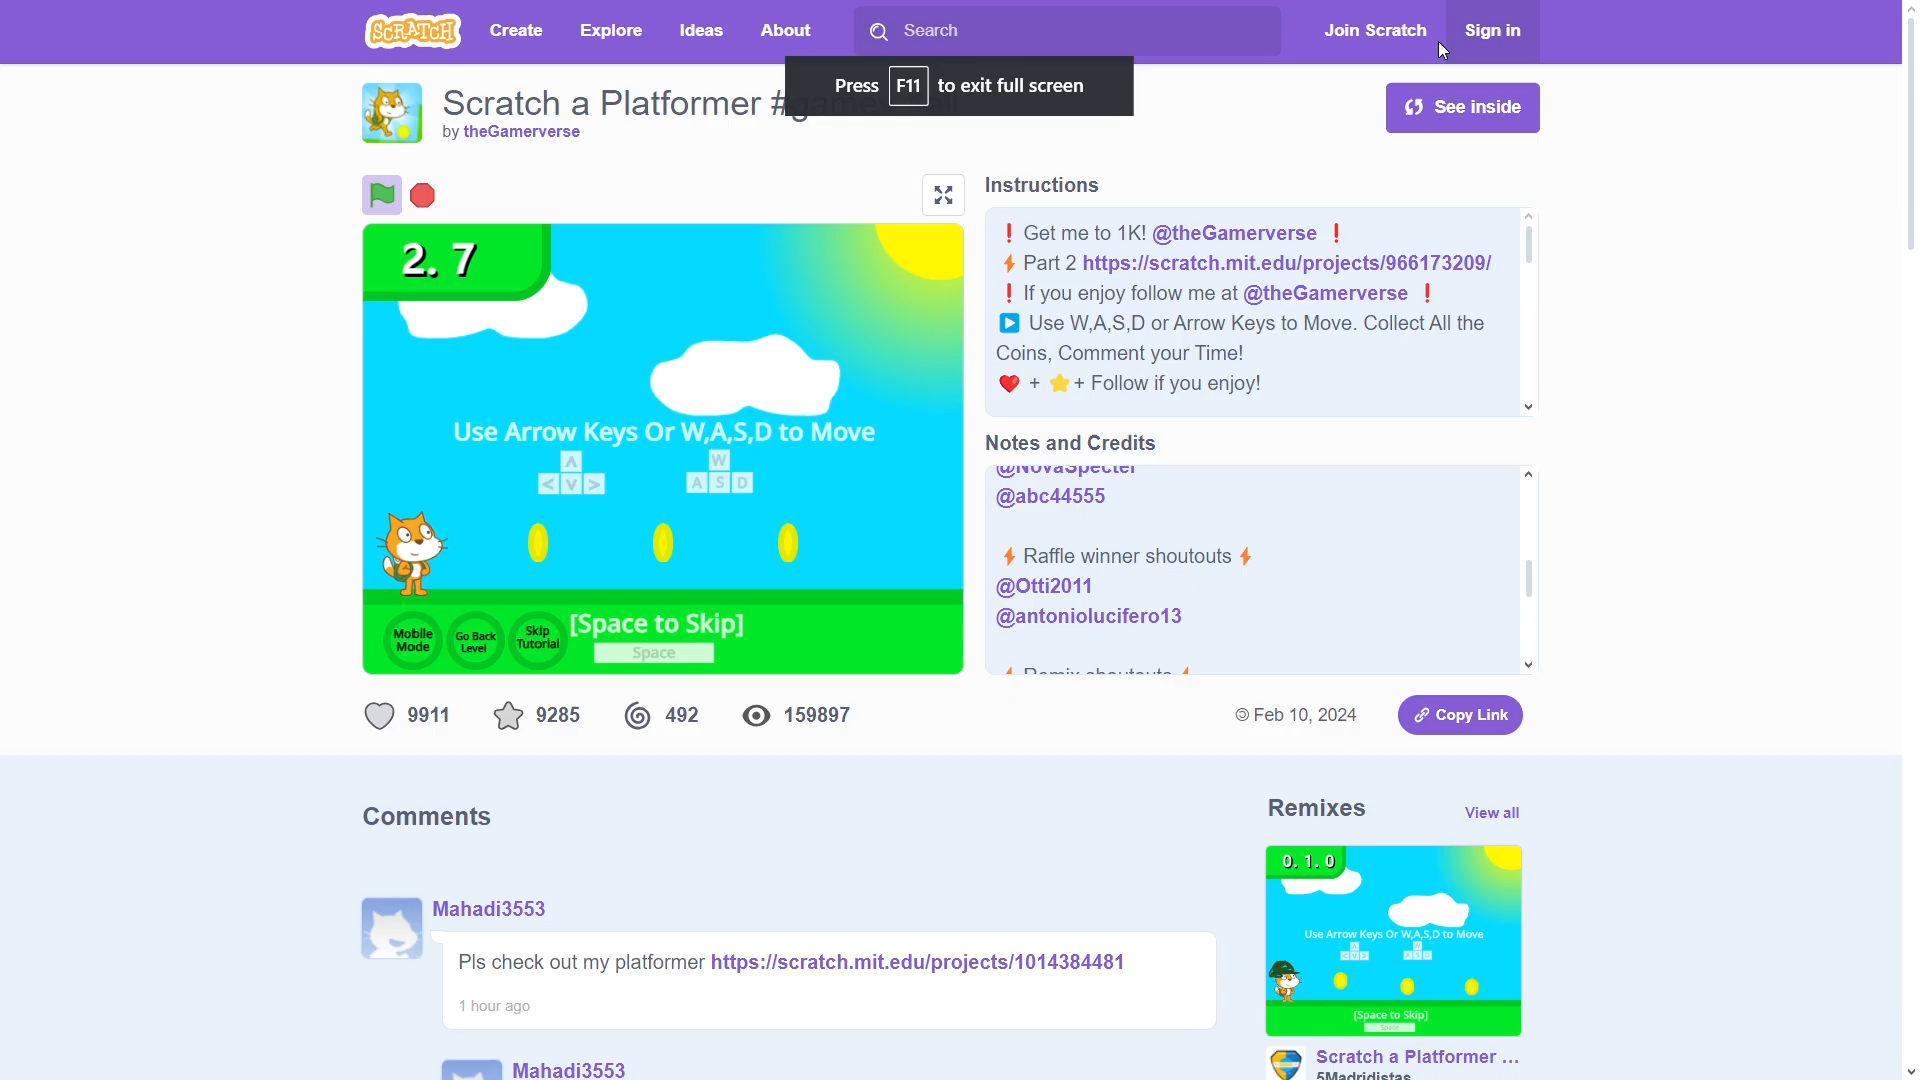 SCRATCH
Create
Explore
Ideas
About
Search
Join Scratch
Sign in
Press F11 to exit full screen
Scratch a Platformer
by theGamerverse
See inside
Instructions
❗ Get me to 1K! @theGamerverse ❗
⚡ Part 2 https://scratch.mit.edu/projects/966173209/
❗ If you enjoy follow me at @theGamerverse ❗
▶️ Use W,A,S,D or Arrow Keys to Move. Collect All the
Coins, Comment your Time!
❤️ + ⭐+ Follow if you enjoy!
2. 7
Use Arrow Keys Or W,A,S,D to Move
^
< v >
W
A S D
Mobile
Mode
Go Back
Level
Skip
Tutorial
[Space to Skip]
Space
Notes and Credits
@NovaSpecter
@abc44555
⚡ Raffle winner shoutouts ⚡
@Otti2011
@antoniolucifero13
⚡ Remix shoutouts ⚡
9911
9285
492
159897
© Feb 10, 2024
Copy Link
Comments
Mahadi3553
Pls check out my platformer https://scratch.mit.edu/projects/1014384481
1 hour ago
Mahadi3553
Remixes
View all
0. 1. 0
Use Arrow Keys Or W,A,S,D to Move
[Space to Skip]
Space
Scratch a Platformer ...
5Madridistas